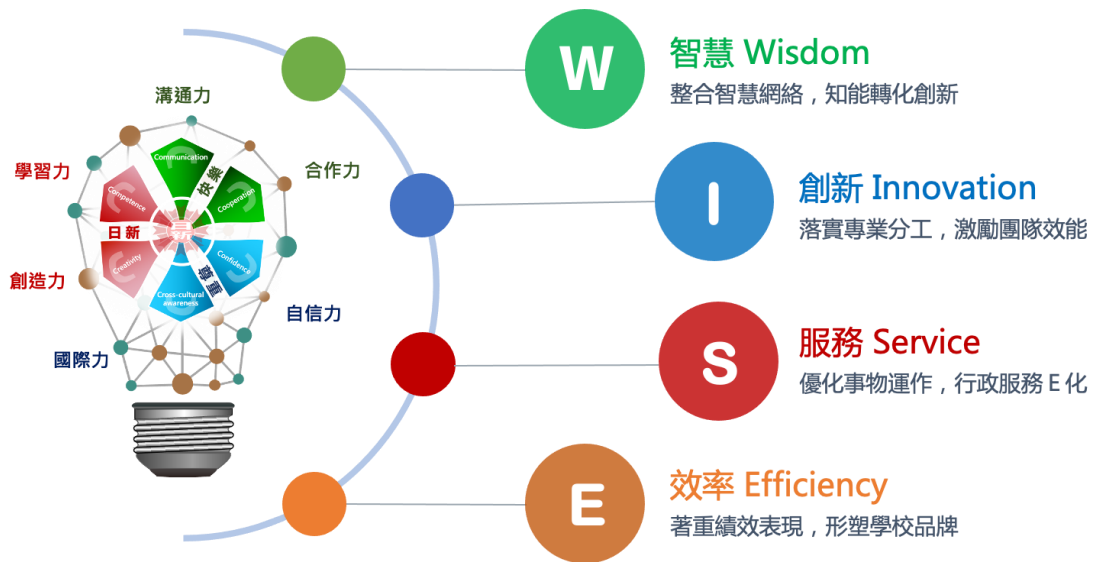 溝通力
學習力
合作力
創造力
自信力
國際力
Communication
Competence
Cooperation
快樂
日新
Creativity
Confidence
尊重
Cross-cultural
awareness
W
智慧 Wisdom
整合智慧網絡，知能轉化創新
I
創新 Innovation
落實專業分工，激勵團隊效能
S
服務 Service
優化事物運作，行政服務 E 化
E
效率 Efficiency
著重績效表現，形塑學校品牌